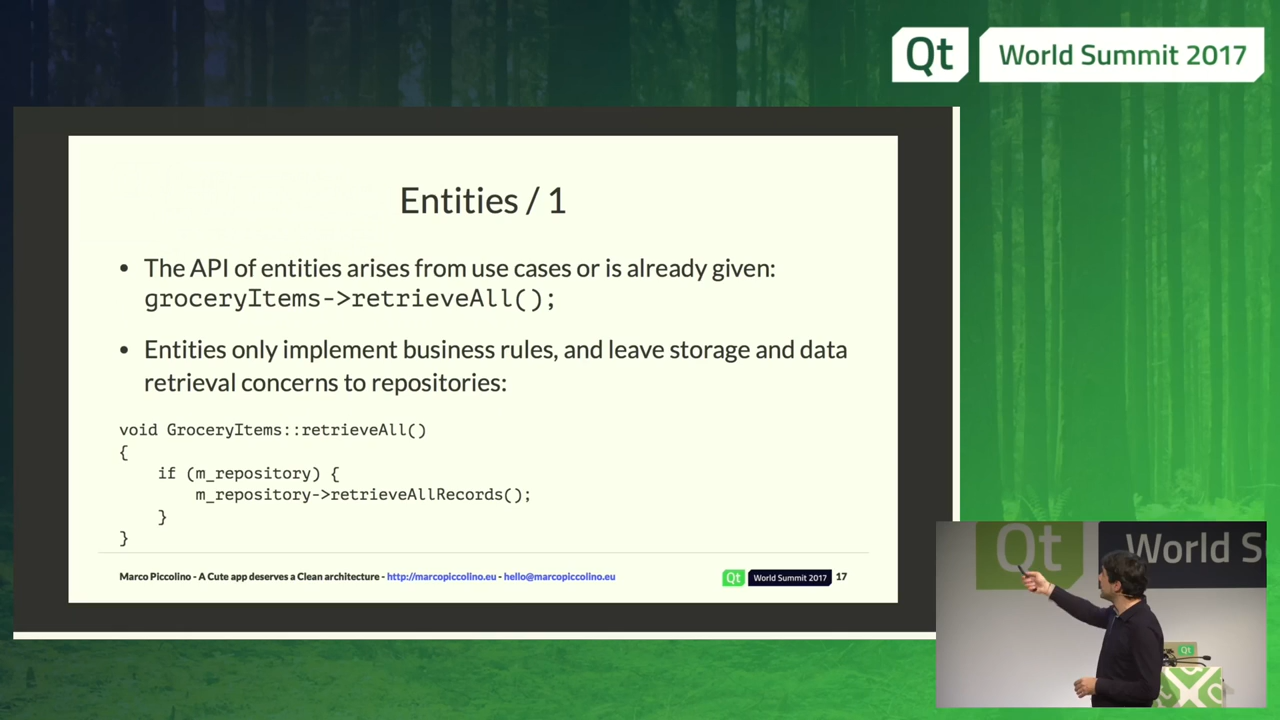 Qt World Summit 2017
Entities / 1
• The API of entities arises from use cases or is already given:
groceryItems->retrieveAll();
• Entities only implement business rules, and leave storage and data
retrieval concerns to repositories:
void GroceryItems::retrieveAll()
{
    if (m_repository) {
        m_repository->retrieveAllRecords();
    }
}
Marco Piccolino - A Cute app deserves a Clean architecture - http://marcopiccolino.eu - hello@marcopiccolino.eu
Qt World Summit 2017 17
Qt World S
Qt